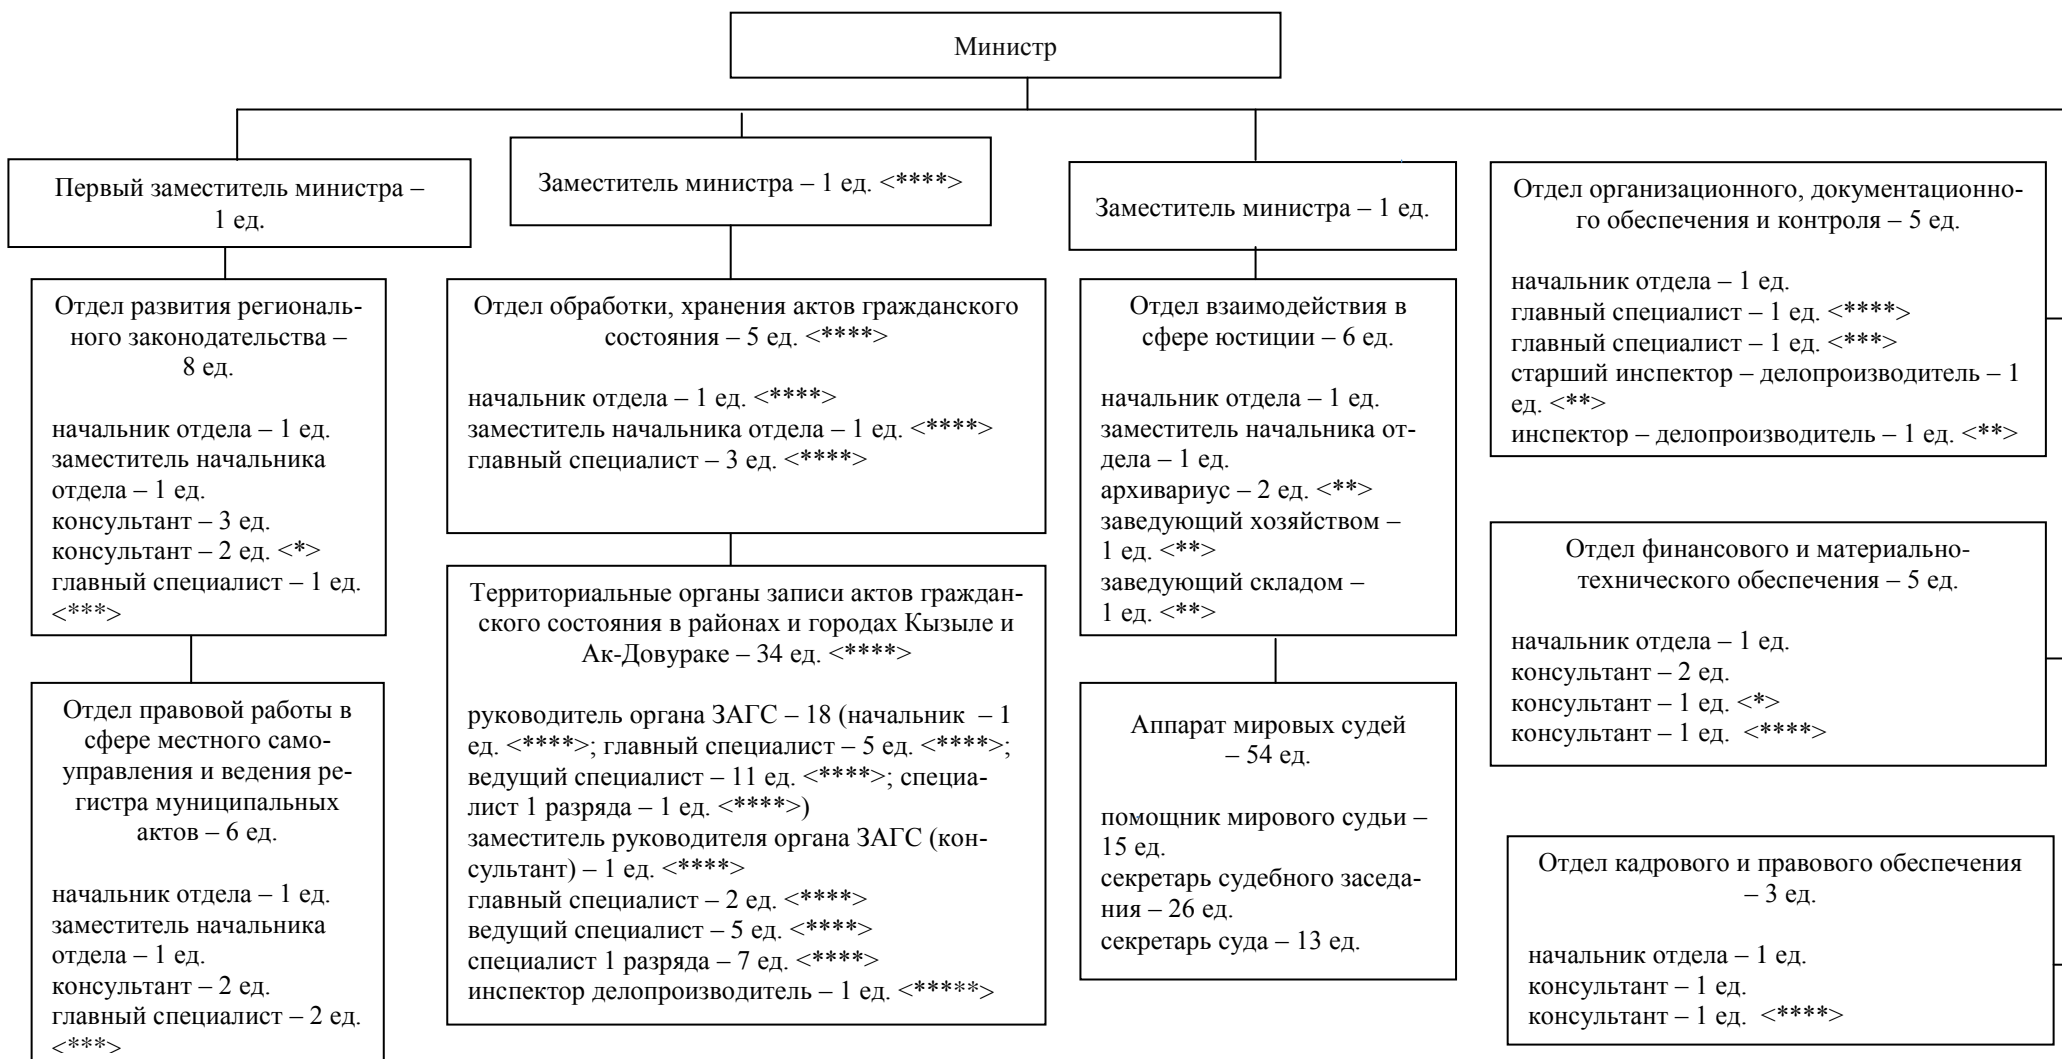 Министр
Первый заместитель министра –
1 ед.
Заместитель министра – 1 ед. <****>
Заместитель министра – 1 ед.
Отдел организационного, документационно-
го обеспечения и контроля – 5 ед.
начальник отдела – 1 ед.
главный специалист – 1 ед. <****>
главный специалист – 1 ед. <***>
старший инспектор – делопроизводитель – 1
ед. <**>
инспектор – делопроизводитель – 1 ед. <**>
Отдел развития региональ-
ного законодательства –
8 ед.
начальник отдела – 1 ед.
заместитель начальника
отдела – 1 ед.
консультант – 3 ед.
консультант – 2 ед. <*>
главный специалист – 1 ед.
<***>
Отдел обработки, хранения актов гражданского
состояния – 5 ед. <****>
начальник отдела – 1 ед. <****>
заместитель начальника отдела – 1 ед. <****>
главный специалист – 3 ед. <****>
Отдел взаимодействия в
сфере юстиции – 6 ед.
начальник отдела – 1 ед.
заместитель начальника от-
дела – 1 ед.
архивариус – 2 ед. <**>
заведующий хозяйством –
1 ед. <**>
заведующий складом –
1 ед. <**>
Отдел финансового и материально-
технического обеспечения – 5 ед.
начальник отдела – 1 ед.
консультант – 2 ед.
консультант – 1 ед. <*>
консультант – 1 ед. <****>
Отдел правовой работы в
сфере местного само-
управления и ведения ре-
гистра муниципальных
актов – 6 ед.
начальник отдела – 1 ед.
заместитель начальника
отдела – 1 ед.
консультант – 2 ед.
главный специалист – 2 ед.
<***>
Территориальные органы записи актов граждан-
ского состояния в районах и городах Кызыле и
Ак-Довураке – 34 ед. <****>
руководитель органа ЗАГС – 18 (начальник – 1
ед. <****>; главный специалист – 5 ед. <****>;
ведущий специалист – 11 ед. <****>; специа-
лист 1 разряда – 1 ед. <****>)
заместитель руководителя органа ЗАГС (кон-
сультант) – 1 ед. <****>
главный специалист – 2 ед. <****>
ведущий специалист – 5 ед. <****>
специалист 1 разряда – 7 ед. <****>
инспектор делопроизводитель – 1 ед. <*****>
Аппарат мировых судей
– 54 ед.
помощник мирового судьи –
15 ед.
секретарь судебного заседа-
ния – 26 ед.
секретарь суда – 13 ед.
Отдел кадрового и правового обеспечения
– 3 ед.
начальник отдела – 1 ед.
консультант – 1 ед.
консультант – 1 ед. <****>